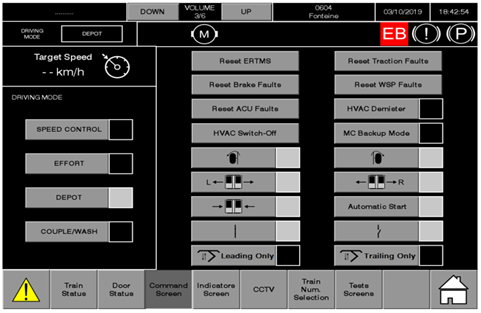 .......... DOWN VOLUME 3/6 UP 0604 Fonteine 03/10/2019 18:42:54
DRIVING MODE DEPOT M EB ! P
Target Speed
-- km/h
DRIVING MODE
SPEED CONTROL
EFFORT
DEPOT
COUPLE/WASH
Reset ERTMS Reset Traction Faults
Reset Brake Faults Reset WSP Faults
Reset ACU Faults HVAC Demister
HVAC Switch-Off MC Backup Mode
L R
Automatic Start
Leading Only Trailing Only
Train Status Door Status Command Screen Indicators Screen CCTV Train Num. Selection Tests Screens